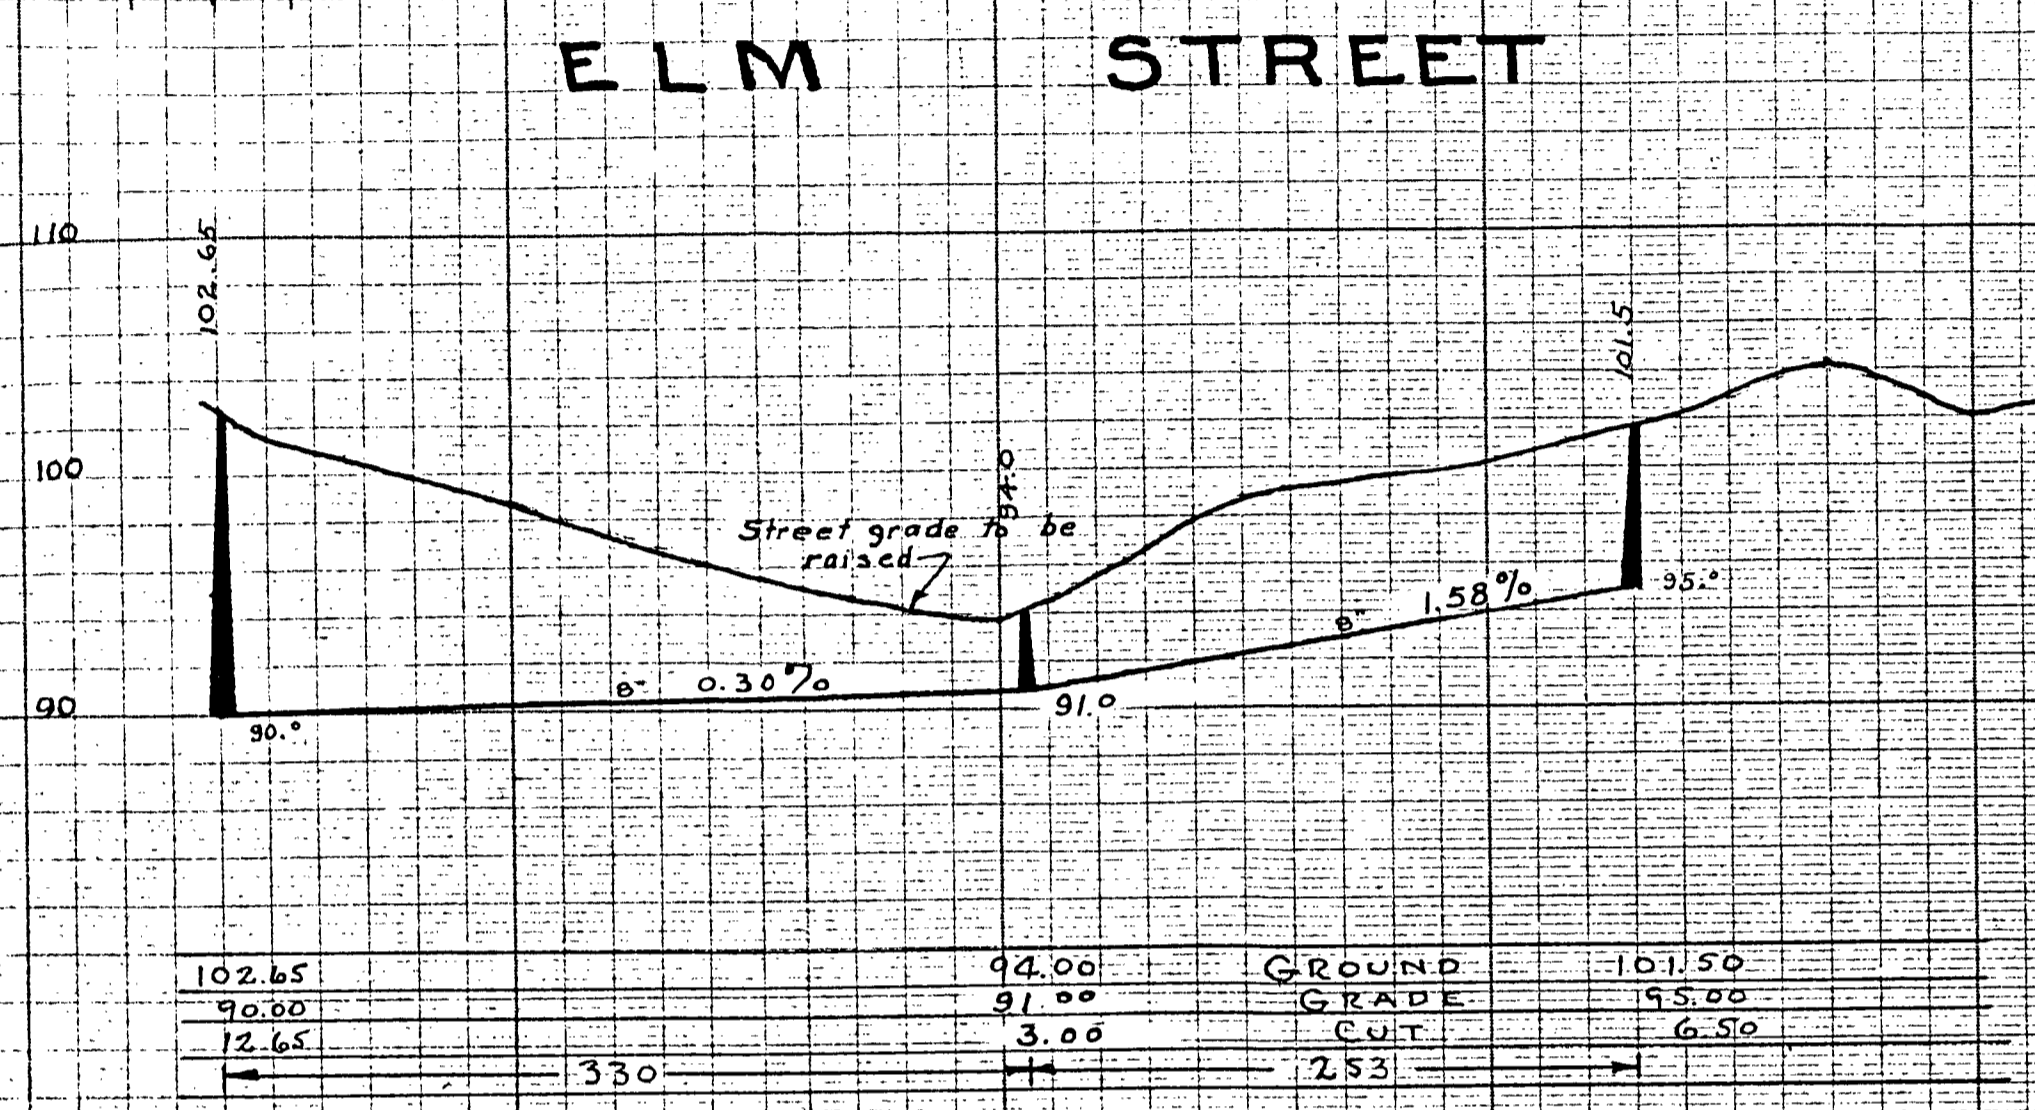 ELM STREET
110
102.65
101.5
100
94.0
Street grade to be
raised
8" 0.30%
8" 1.58%
95.0
90
90.0
91.0
102.65 94.00 GROUND 101.50
90.00 91.00 GRADE 95.00
12.65 3.00 CUT 6.50
330 253